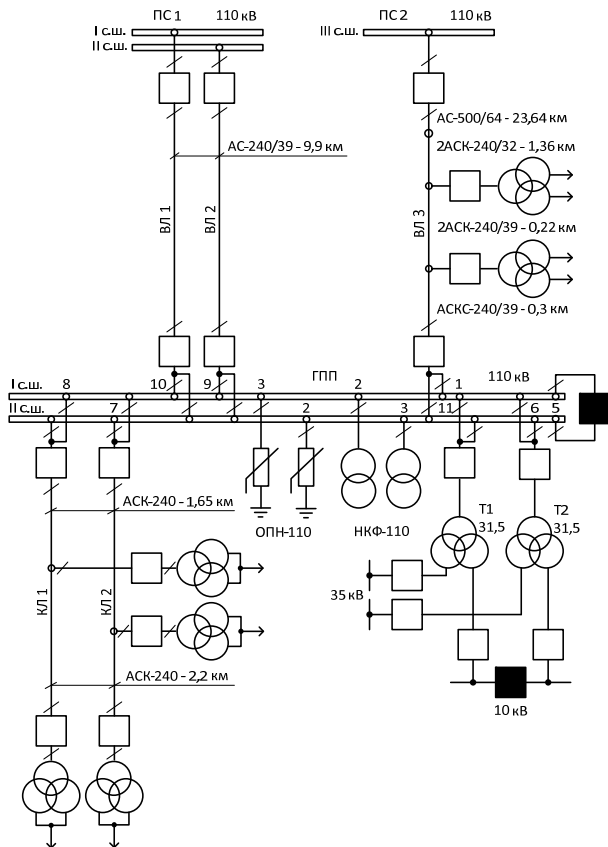 ПС 1 110 кВ ПС 2 110 кВ
I с.ш. III с.ш.
II с.ш.
АС-500/64 - 23,64 км
АС-240/39 - 9,9 км
2АСК-240/32 - 1,36 км
ВЛ 1
ВЛ 2
ВЛ 3
2АСК-240/39 - 0,22 км
АСКС-240/39 - 0,3 км
ГПП
I с.ш. 8 10 9 3 2 1 110 кВ
II с.ш. 7 2 3 11 6 5
АСК-240 - 1,65 км
ОПН-110 НКФ-110
Т1 Т2
31,5 31,5
35 кВ
КЛ 1
КЛ 2
АСК-240 - 2,2 км
10 кВ